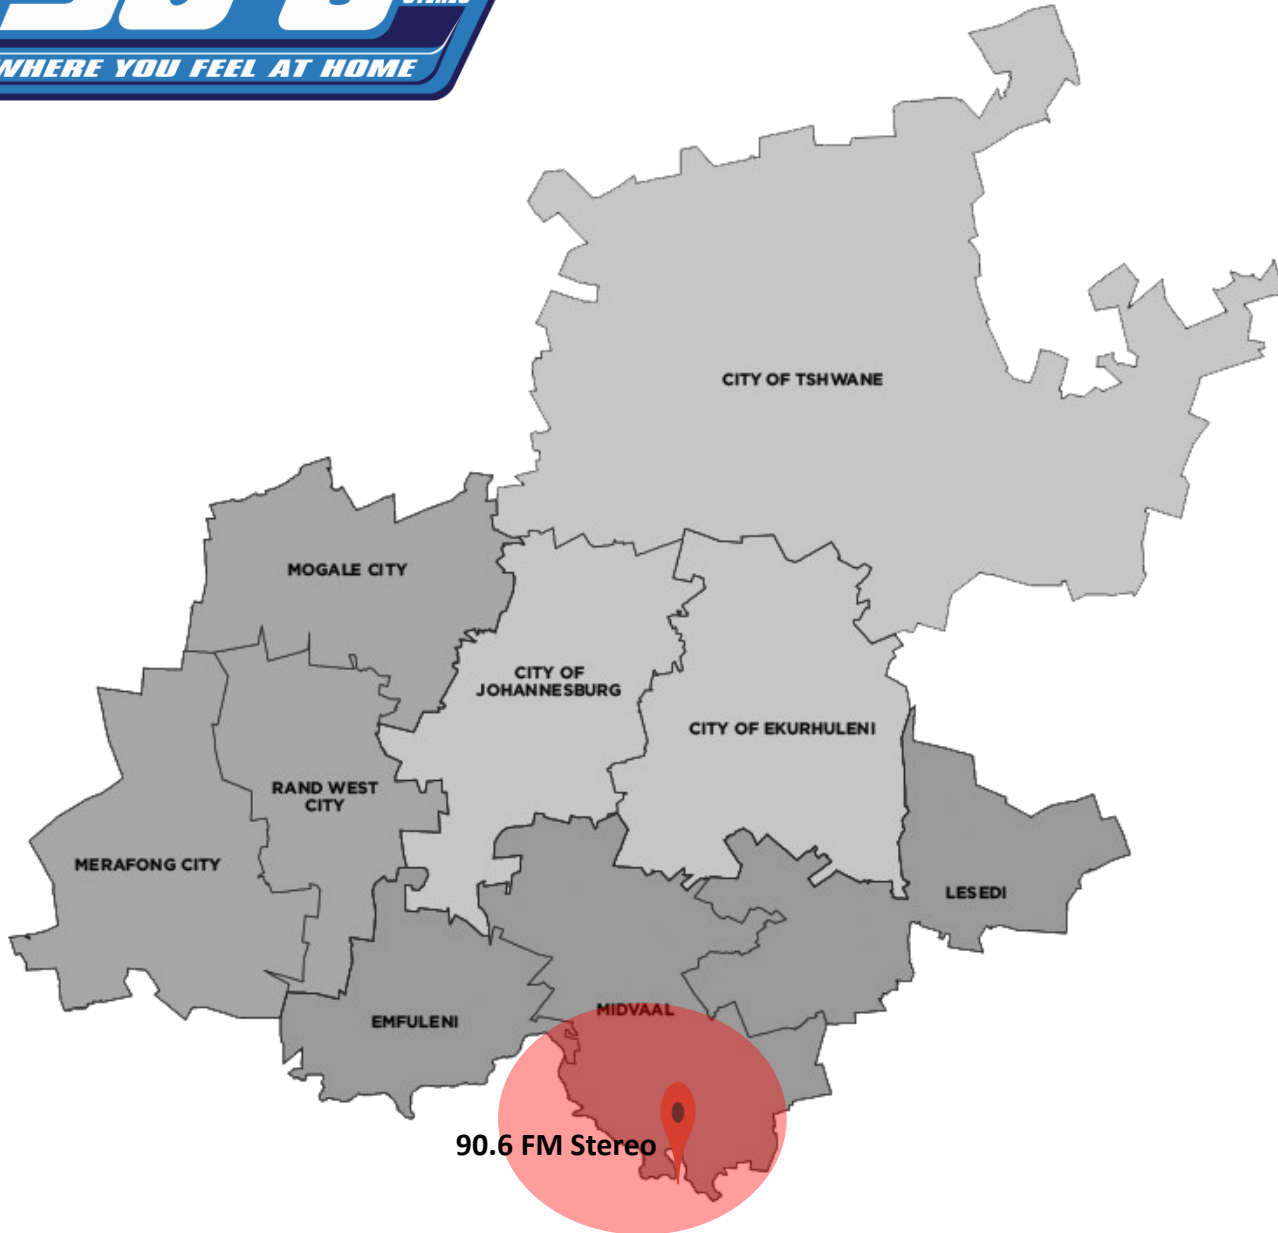 STEREO
WHERE YOU FEEL AT HOME
CITY OF TSHWANE
MOGALE CITY
CITY OF
JOHANNESBURG
CITY OF EKURHULENI
RAND WEST
CITY
MERAFONG CITY
LESEDI
MIDVAAL
EMFULENI
90.6 FM Stereo